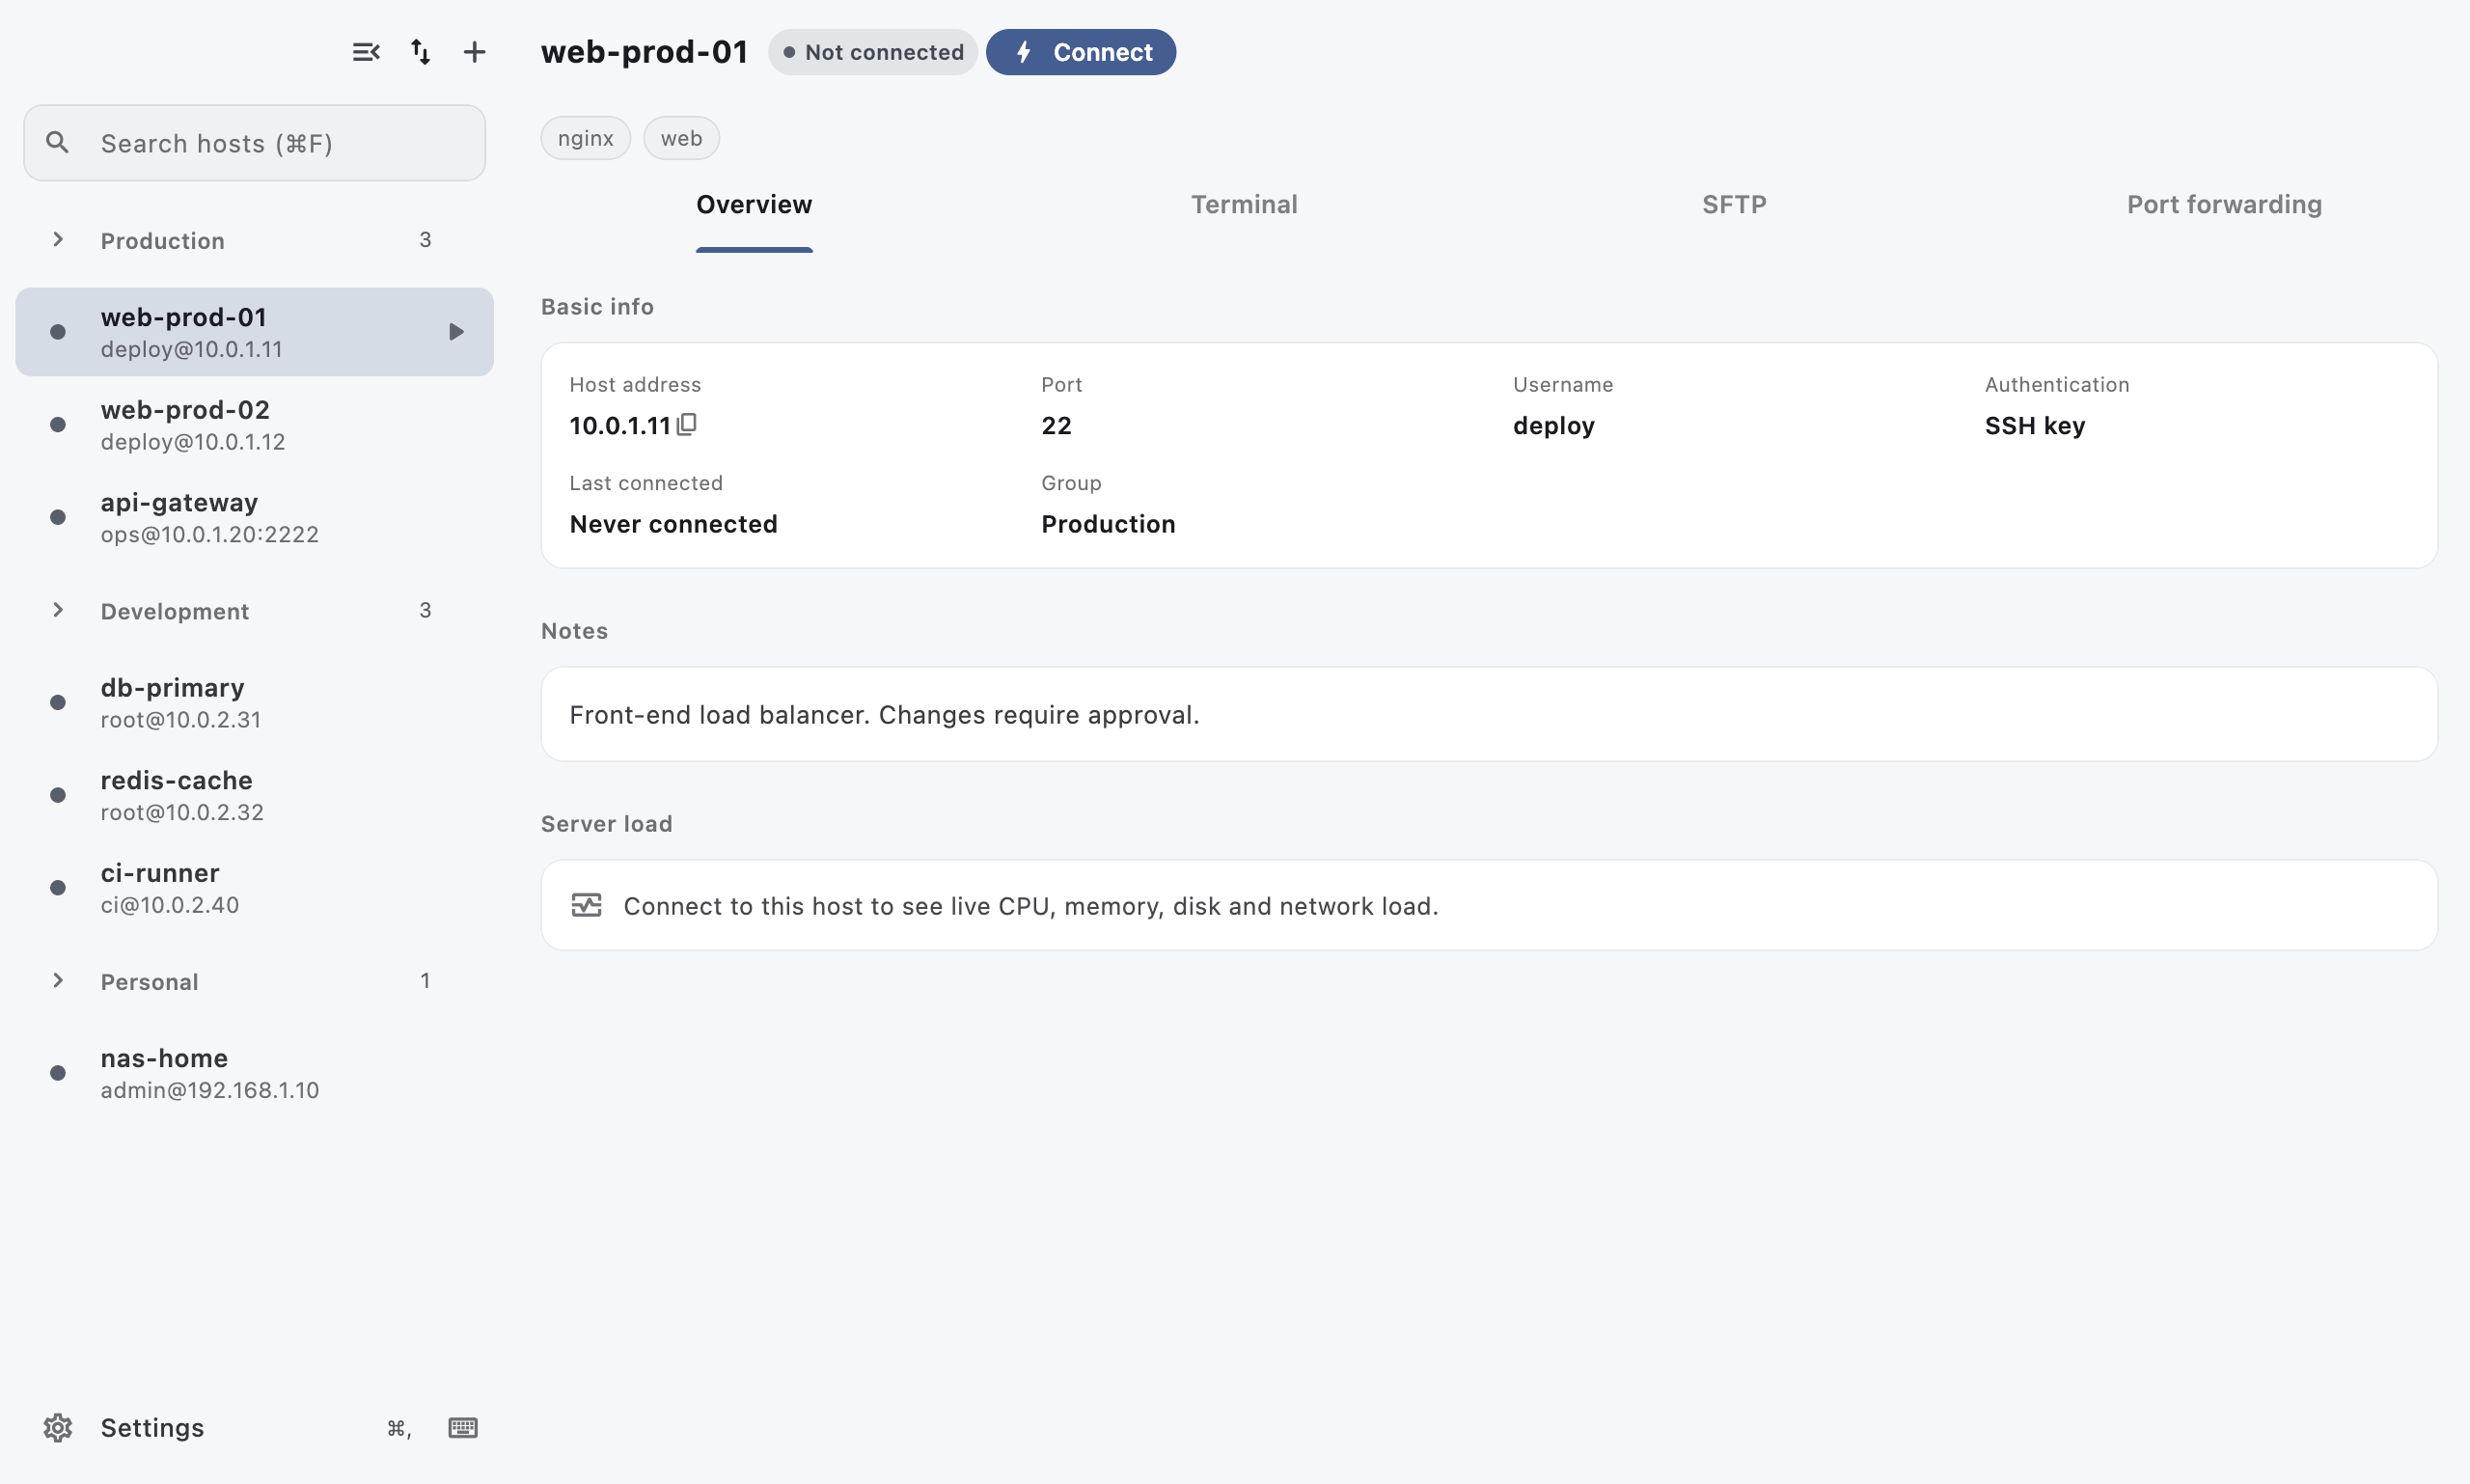 web-prod-01
Not connected
Connect
Search hosts (⌘F)
nginx
web
Overview
Terminal
SFTP
Port forwarding
Production 3
web-prod-01
deploy@10.0.1.11
web-prod-02
deploy@10.0.1.12
api-gateway
ops@10.0.1.20:2222
Development 3
db-primary
root@10.0.2.31
redis-cache
root@10.0.2.32
ci-runner
ci@10.0.2.40
Personal 1
nas-home
admin@192.168.1.10
Settings ⌘,
Basic info
Host address
10.0.1.11
Port
22
Username
deploy
Authentication
SSH key
Last connected
Never connected
Group
Production
Notes
Front-end load balancer. Changes require approval.
Server load
Connect to this host to see live CPU, memory, disk and network load.